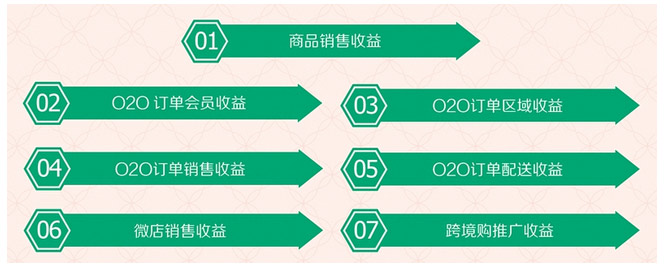 01 商品销售收益
02 O2O 订单会员收益
03 O2O订单区域收益
04 O2O订单销售收益
05 O2O订单配送收益
06 微店销售收益
07 跨境购推广收益